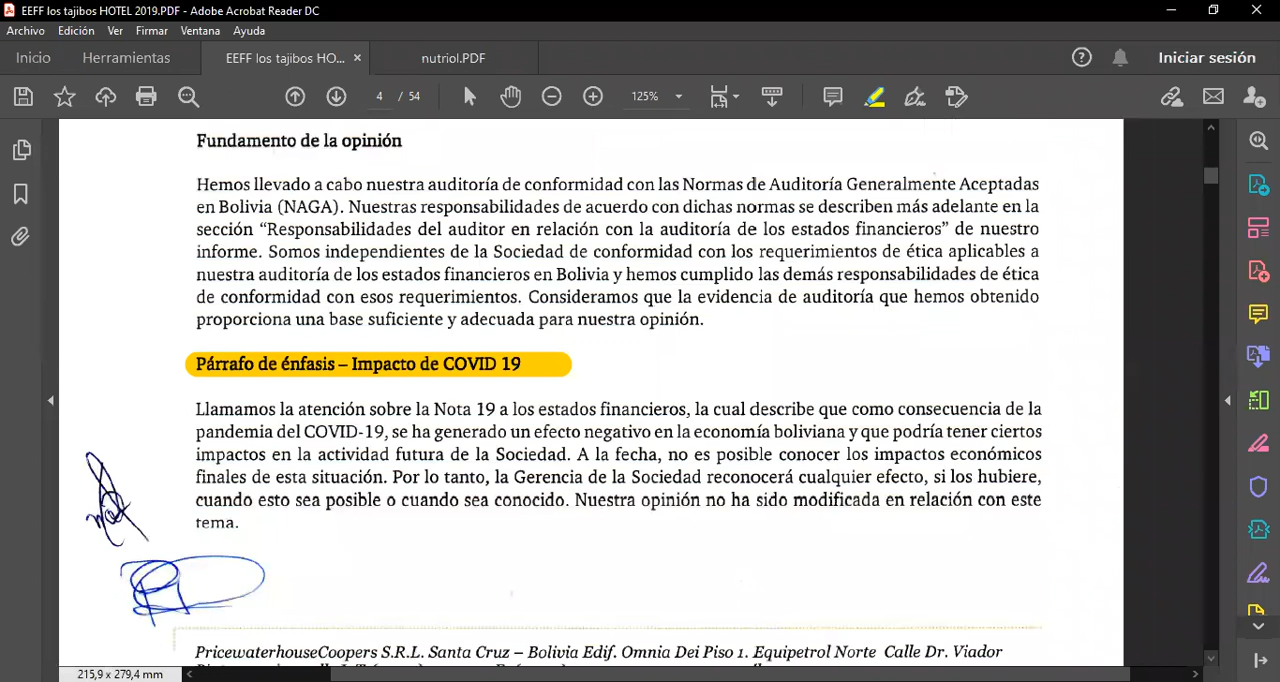 EEFF los tajibos HOTEL 2019.PDF - Adobe Acrobat Reader DC
Archivo Edición Ver Firmar Ventana Ayuda
Inicio Herramientas EEFF los tajibos HO... × nutriol.PDF Iniciar sesión
4 / 54 125%
Fundamento de la opinión
Hemos llevado a cabo nuestra auditoría de conformidad con las Normas de Auditoría Generalmente Aceptadas
en Bolivia (NAGA). Nuestras responsabilidades de acuerdo con dichas normas se describen más adelante en la
sección “Responsabilidades del auditor en relación con la auditoría de los estados financieros” de nuestro
informe. Somos independientes de la Sociedad de conformidad con los requerimientos de ética aplicables a
nuestra auditoría de los estados financieros en Bolivia y hemos cumplido las demás responsabilidades de ética
de conformidad con esos requerimientos. Consideramos que la evidencia de auditoría que hemos obtenido
proporciona una base suficiente y adecuada para nuestra opinión.
Párrafo de énfasis – Impacto de COVID 19
Llamamos la atención sobre la Nota 19 a los estados financieros, la cual describe que como consecuencia de la
pandemia del COVID-19, se ha generado un efecto negativo en la economía boliviana y que podría tener ciertos
impactos en la actividad futura de la Sociedad. A la fecha, no es posible conocer los impactos económicos
finales de esta situación. Por lo tanto, la Gerencia de la Sociedad reconocerá cualquier efecto, si los hubiere,
cuando esto sea posible o cuando sea conocido. Nuestra opinión no ha sido modificada en relación con este
tema.
PricewaterhouseCoopers S.R.L. Santa Cruz – Bolivia Edif. Omnia Dei Piso 1. Equipetrol Norte Calle Dr. Viador
215,9 x 279,4 mm